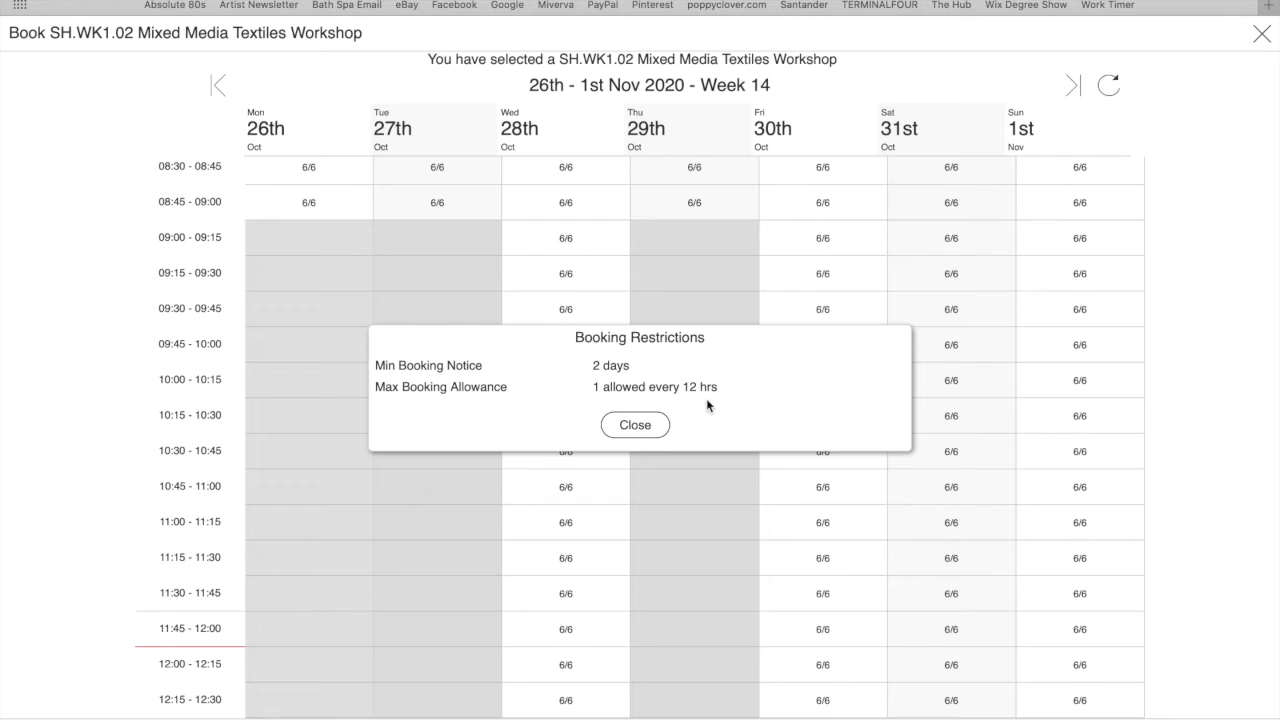 Absolute 80s Artist Newsletter Bath Spa Email eBay Facebook Google Miverva PayPal Pinterest poppyclover.com Santander TERMINALFOUR The Hub Wix Degree Show Work Timer
Book SH.WK1.02 Mixed Media Textiles Workshop
You have selected a SH.WK1.02 Mixed Media Textiles Workshop
26th - 1st Nov 2020 - Week 14
Mon Tue Wed Thu Fri Sat Sun
26th 27th 28th 29th 30th 31st 1st
Oct Oct Oct Oct Oct Oct Nov
08:30 - 08:45 6/6 6/6 6/6 6/6 6/6 6/6 6/6
08:45 - 09:00 6/6 6/6 6/6 6/6 6/6 6/6 6/6
09:00 - 09:15 6/6 6/6 6/6 6/6
09:15 - 09:30 6/6 6/6 6/6 6/6
09:30 - 09:45 6/6 6/6 6/6 6/6
Booking Restrictions
09:45 - 10:00 6/6 6/6
Min Booking Notice 2 days
10:00 - 10:15 6/6 6/6
Max Booking Allowance 1 allowed every 12 hrs
10:15 - 10:30 6/6 6/6
Close
10:30 - 10:45 6/6 6/6 6/6 6/6
10:45 - 11:00 6/6 6/6 6/6 6/6
11:00 - 11:15 6/6 6/6 6/6 6/6
11:15 - 11:30 6/6 6/6 6/6 6/6
11:30 - 11:45 6/6 6/6 6/6 6/6
11:45 - 12:00 6/6 6/6 6/6 6/6
12:00 - 12:15 6/6 6/6 6/6 6/6
12:15 - 12:30 6/6 6/6 6/6 6/6